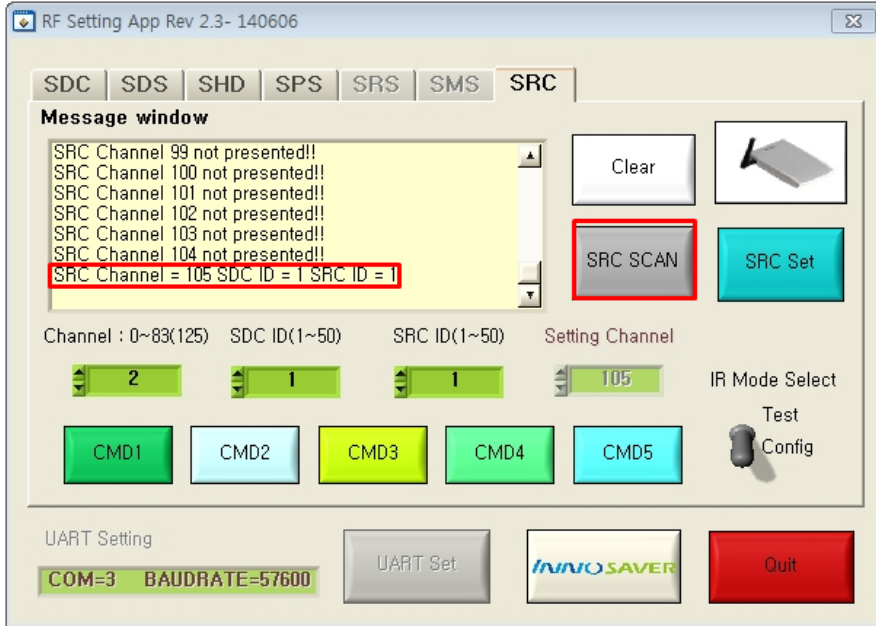 RF Setting App Rev 2.3- 140606
SDC SDS SHD SPS SRS SMS SRC
Message window
SRC Channel 99 not presented!!
SRC Channel 100 not presented!!
SRC Channel 101 not presented!!
SRC Channel 102 not presented!!
SRC Channel 103 not presented!!
SRC Channel 104 not presented!!
SRC Channel = 105 SDC ID = 1 SRC ID = 1
Clear
SRC SCAN
SRC Set
Channel : 0~83(125) SDC ID(1~50) SRC ID(1~50) Setting Channel
2 1 1 105
IR Mode Select
Test
Config
CMD1 CMD2 CMD3 CMD4 CMD5
UART Setting
COM=3 BAUDRATE=57600
UART Set
INNOSAVER
Quit